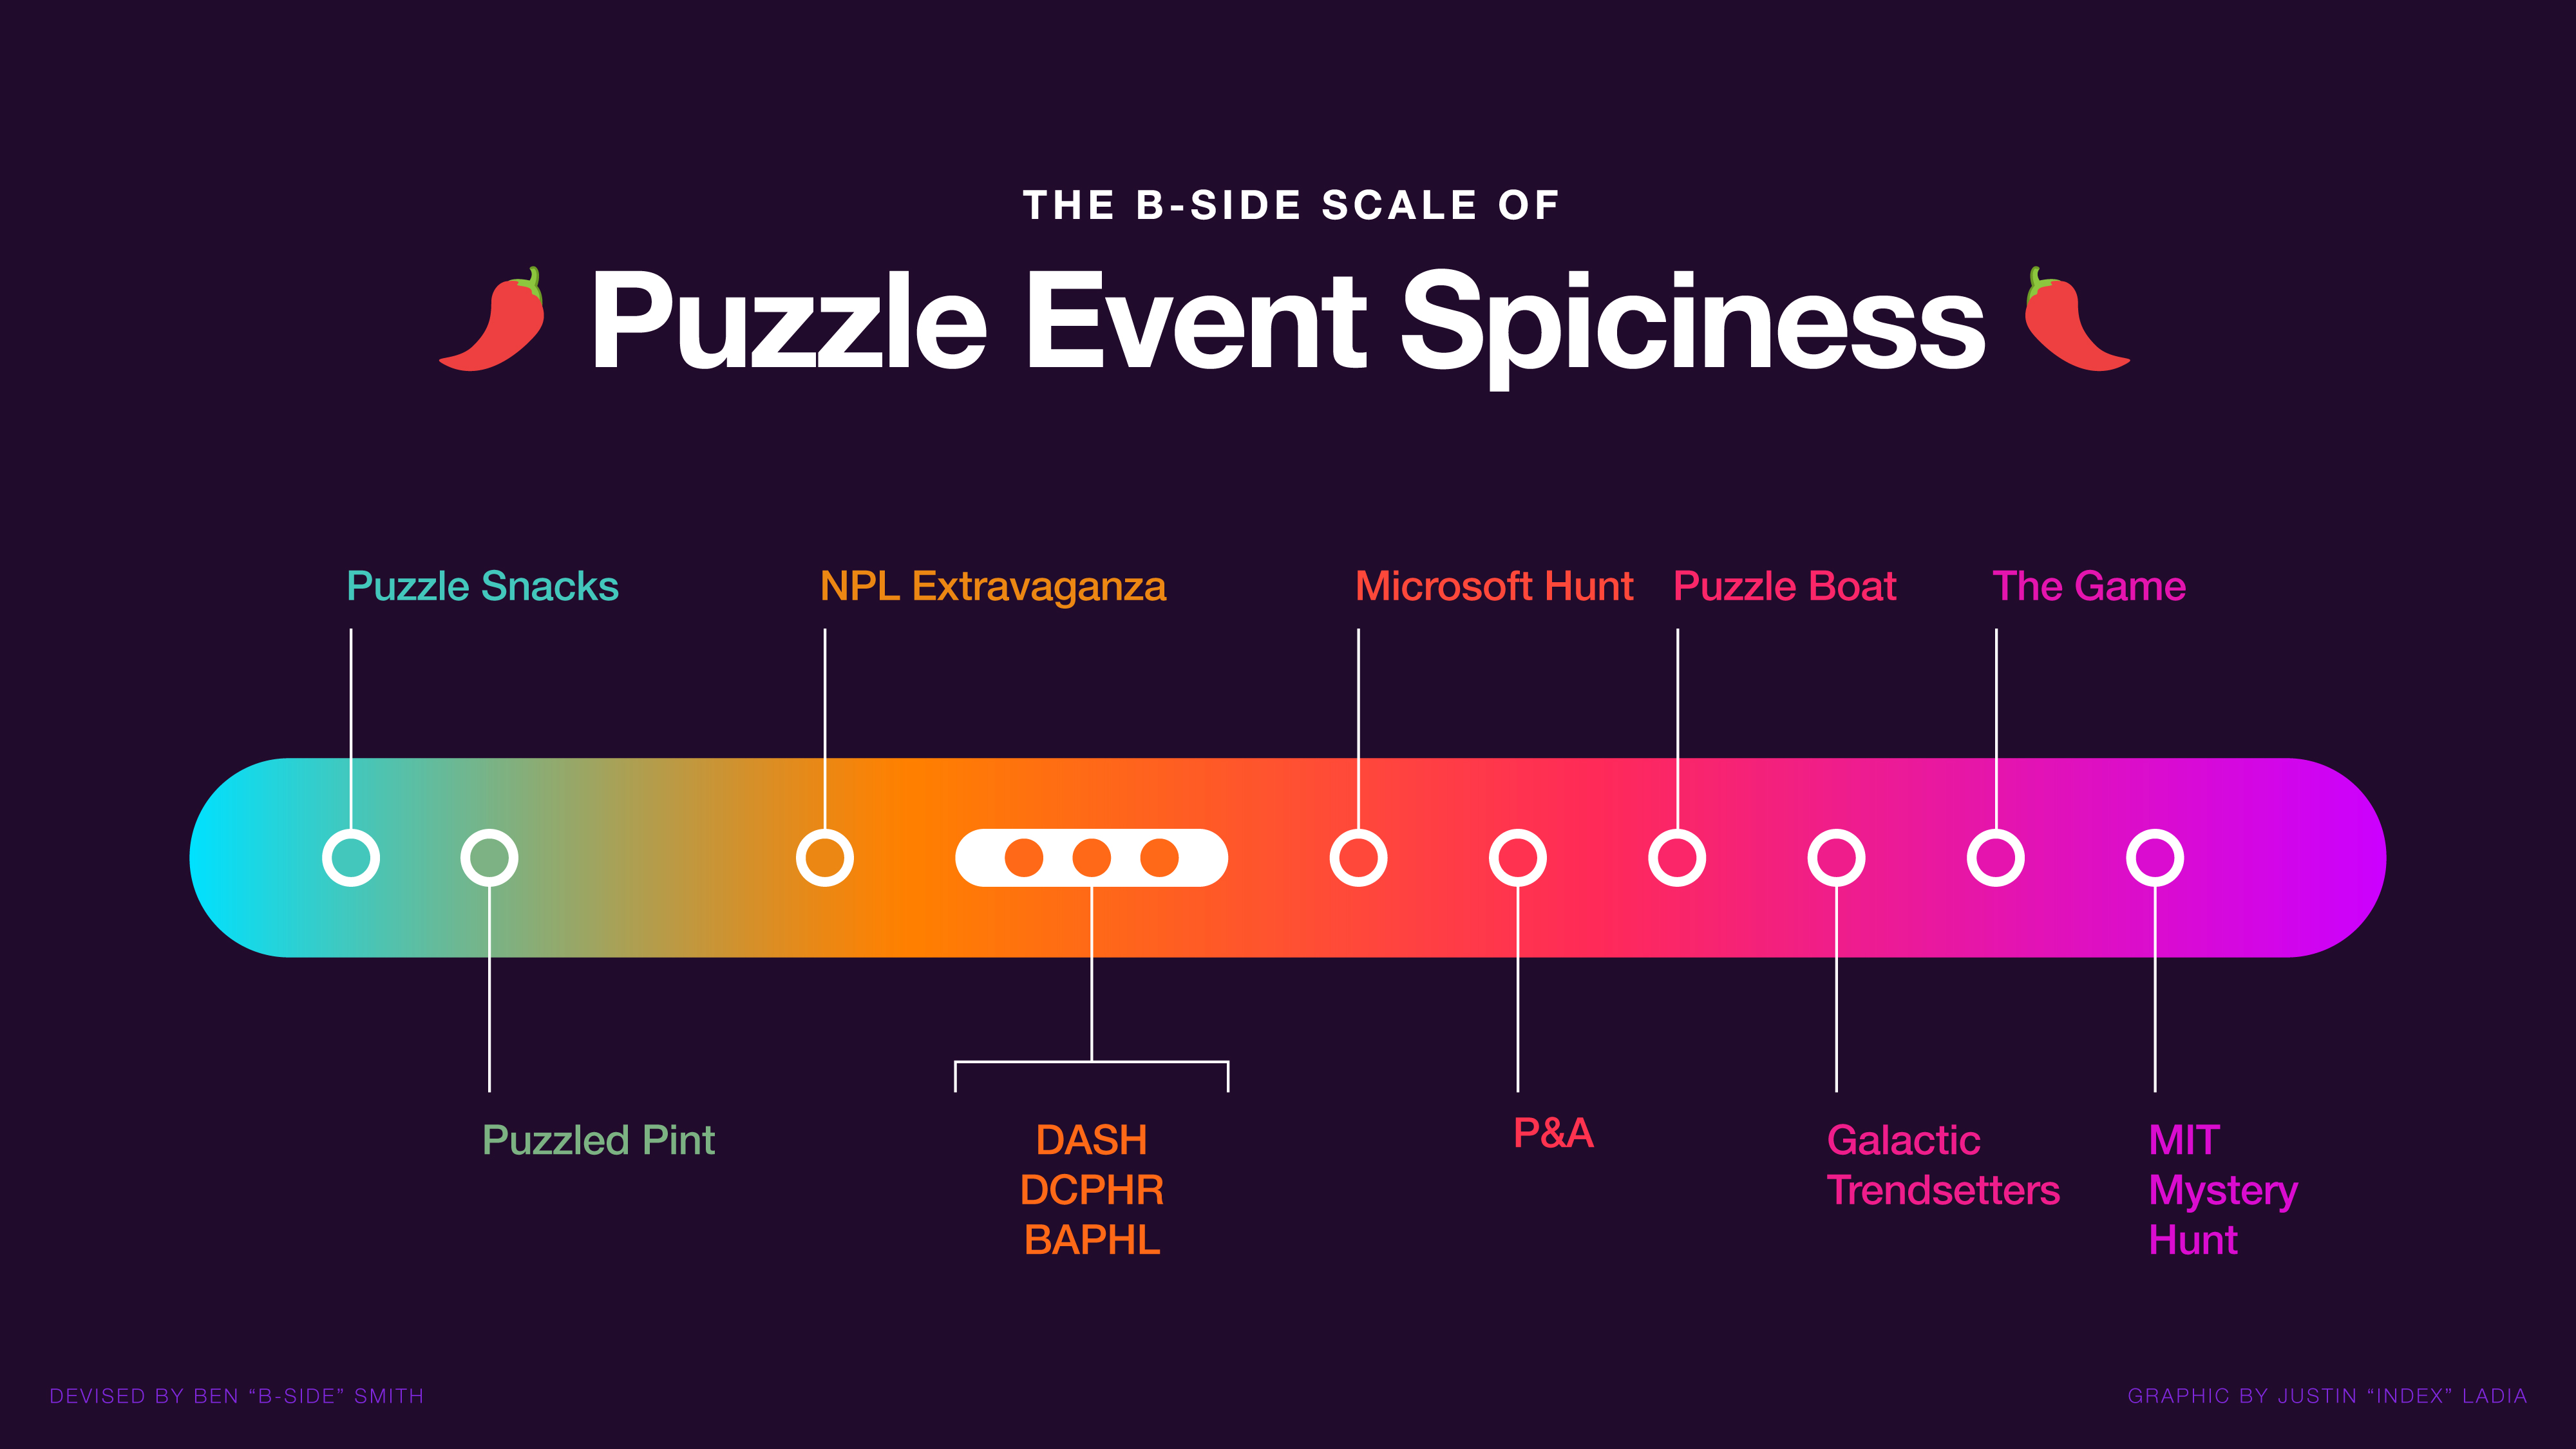 THE B-SIDE SCALE OF
Puzzle Event Spiciness
Puzzle Snacks
NPL Extravaganza
Microsoft Hunt
Puzzle Boat
The Game
Puzzled Pint
DASH
DCPHR
BAPHL
P&A
Galactic
Trendsetters
MIT
Mystery
Hunt
DEVISED BY BEN “B-SIDE” SMITH
GRAPHIC BY JUSTIN “INDEX” LADIA